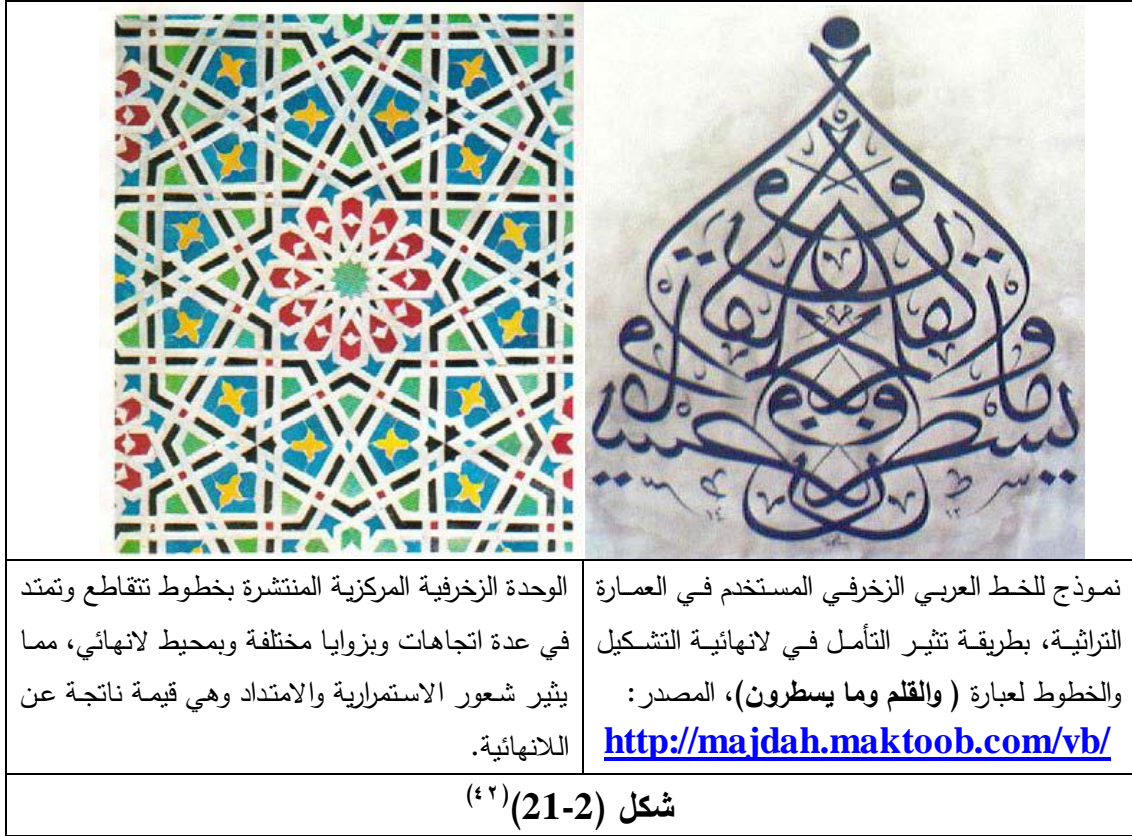 نموذج للخط العربي الزخرفي المستخدم في العمارة
التراثية، بطريقة تثير التأمل في لانهائية التشكيل
والخطوط لعبارة ( والقلم وما يسطرون)، المصدر :
http://majdah.maktoob.com/vb/
الوحدة الزخرفية المركزية المنتشرة بخطوط تتقاطع وتمتد
في عدة اتجاهات وبزوايا مختلفة وبمحيط لانهائي، مما
يثير شعور الاستمرارية والامتداد وهي قيمة ناتجة عن
اللانهائية.
شكل (2-21)(٤٢)